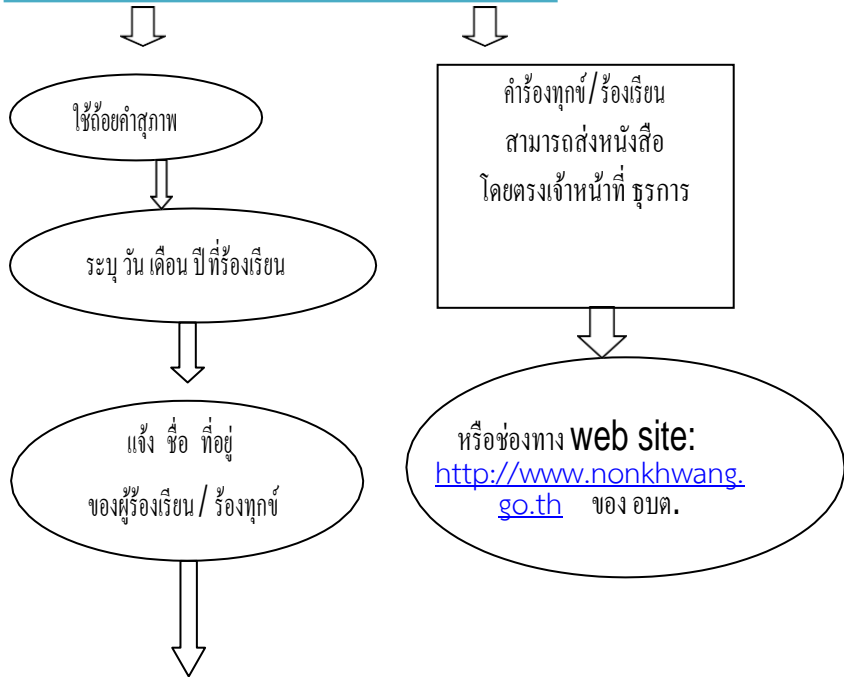 ใช้ถ้อยคำสุภาพ
ระบุ วัน เดือน ปี ที่ร้องเรียน
แจ้ง ชื่อ ที่อยู่
ของผู้ร้องเรียน / ร้องทุกข์
คำร้องทุกข์/ร้องเรียน
สามารถส่งหนังสือ
โดยตรงเจ้าหน้าที่ ธุรการ
หรือช่องทาง web site:
http://www.nonkhwang.
go.th ของ อบต.